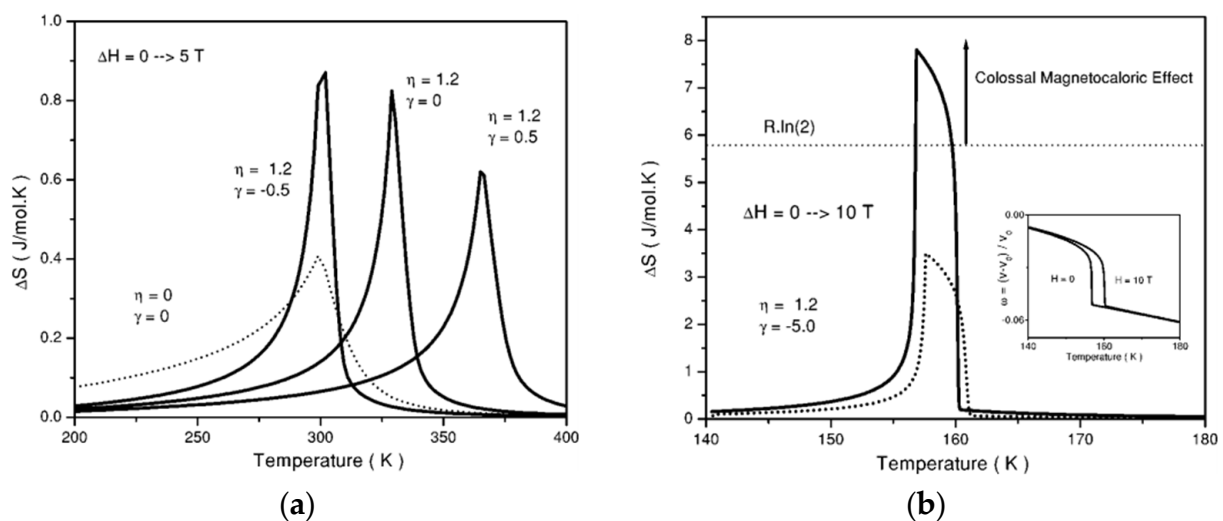 1.0
0.8
0.6
0.4
0.2
0.0
ΔS ( J/mol.K )
ΔH = 0 --> 5 T
η = 1.2
γ = 0
η = 1.2
γ = 0.5
η = 1.2
γ = -0.5
η = 0
γ = 0
200 250 300 350 400
Temperature ( K )
(a)
8
7
6
5
4
3
2
1
0
ΔS ( J/mol.K )
Colossal Magnetocaloric Effect
R.ln(2)
ΔH = 0 --> 10 T
η = 1.2
γ = -5.0
0.00
-0.06
ω = (v-v₀) / v₀
H = 0 H = 10 T
140 160 180
Temperature ( K )
140 150 160 170 180
Temperature ( K )
(b)